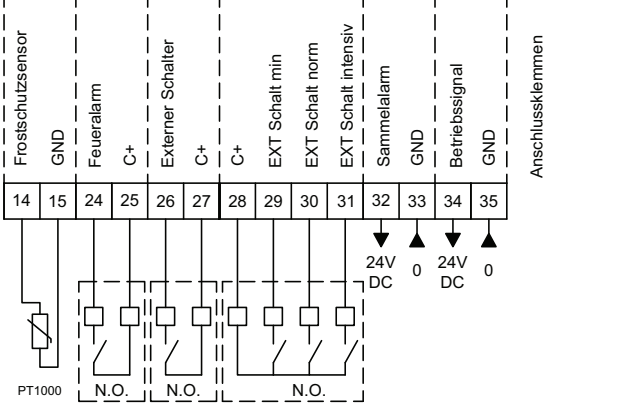 Frostschutzsensor
GND
Feueralarm
C+
Externer Schalter
C+
C+
EXT Schalt min
EXT Schalt norm
EXT Schalt intensiv
Sammelalarm
GND
Betriebssignal
GND
Anschlussklemmen
14 15 24 25 26 27 28 29 30 31 32 33 34 35
24V DC
0
24V DC
0
PT1000
N.O.
N.O.
N.O.